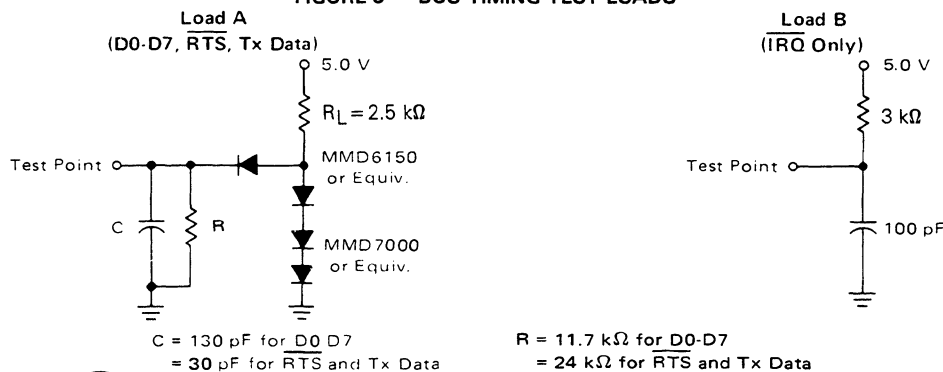 FIGURE 6 — BUS TIMING TEST LOADS
Load A
(D0-D7, RTS, Tx Data)
5.0 V
RL = 2.5 kΩ
Test Point
MMD6150
or Equiv.
C
R
MMD7000
or Equiv.
C = 130 pF for D0 D7
= 30 pF for RTS and Tx Data
Load B
(IRQ Only)
5.0 V
3 kΩ
Test Point
100 pF
R = 11.7 kΩ for D0-D7
= 24 kΩ for RTS and Tx Data